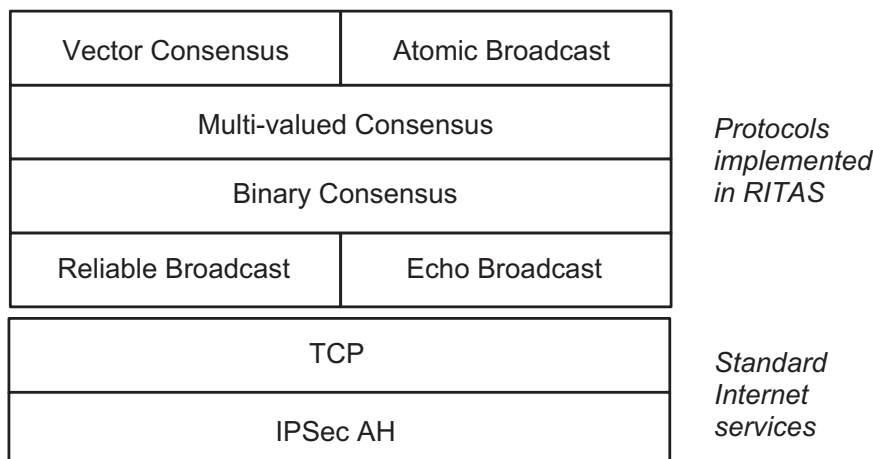 Vector Consensus
Atomic Broadcast
Multi-valued Consensus
Binary Consensus
Reliable Broadcast
Echo Broadcast
Protocols
implemented
in RITAS
TCP
IPSec AH
Standard
Internet
services